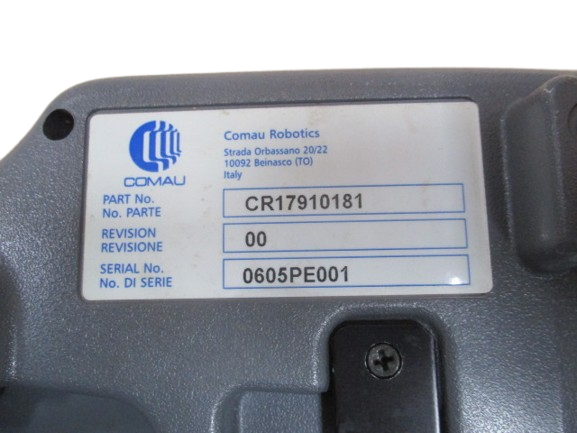 COMAU
Comau Robotics
Strada Orbassano 20/22
10092 Beinasco (TO)
Italy
PART No.
No. PARTE
CR17910181
REVISION
REVISIONE
00
SERIAL No.
No. DI SERIE
0605PE001